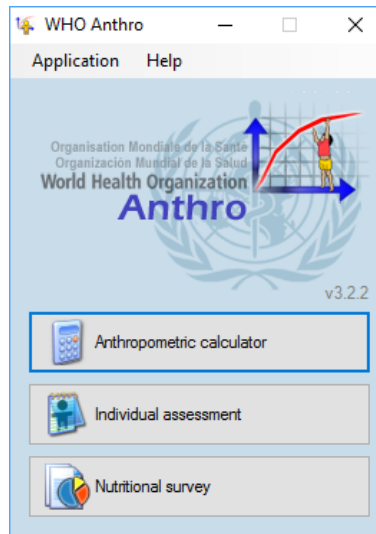 WHO Anthro
Application Help
Organisation Mondiale de la Santé
Organización Mundial de la Salud
World Health Organization
Anthro
v3.2.2
Anthropometric calculator
Individual assessment
Nutritional survey